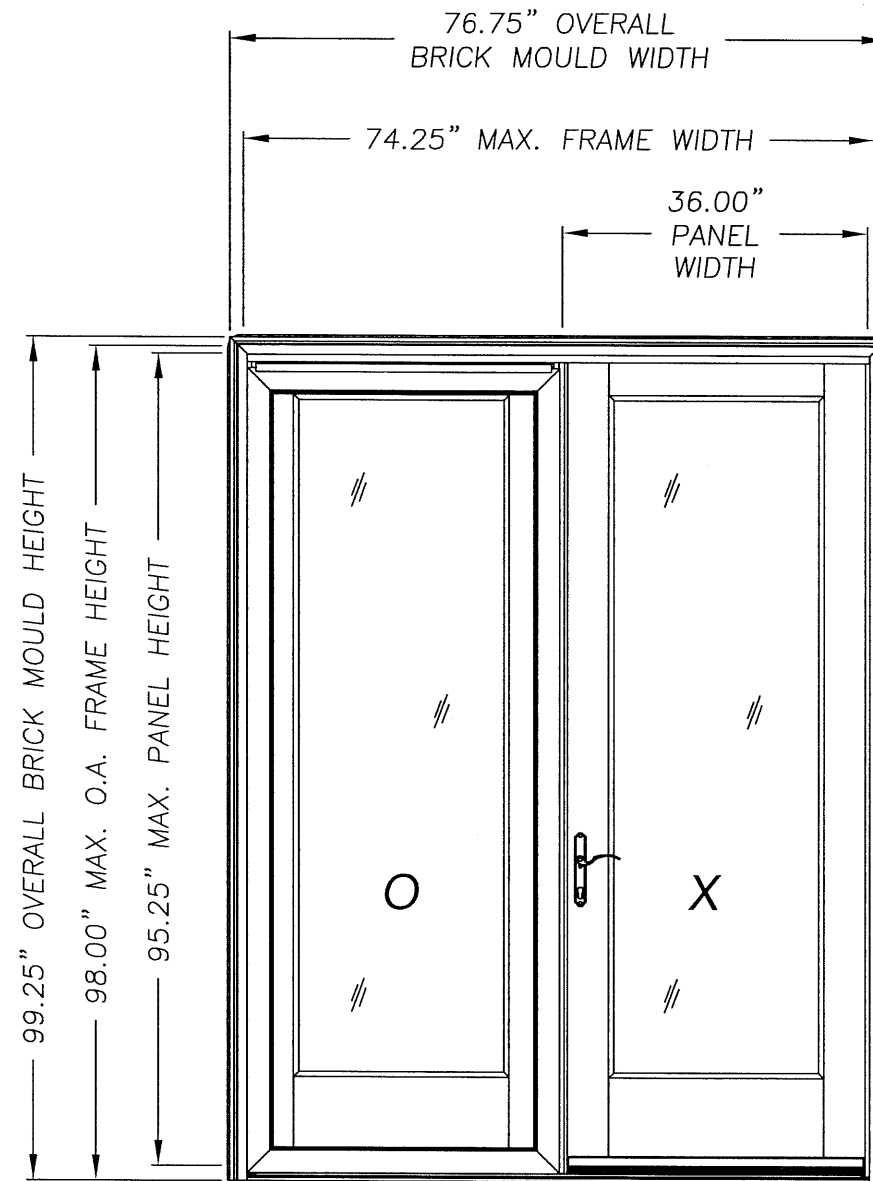 76.75” OVERALL
BRICK MOULD WIDTH
74.25” MAX. FRAME WIDTH
36.00”
PANEL
WIDTH
99.25” OVERALL BRICK MOULD HEIGHT
98.00” MAX. O.A. FRAME HEIGHT
95.25” MAX. PANEL HEIGHT
O
X